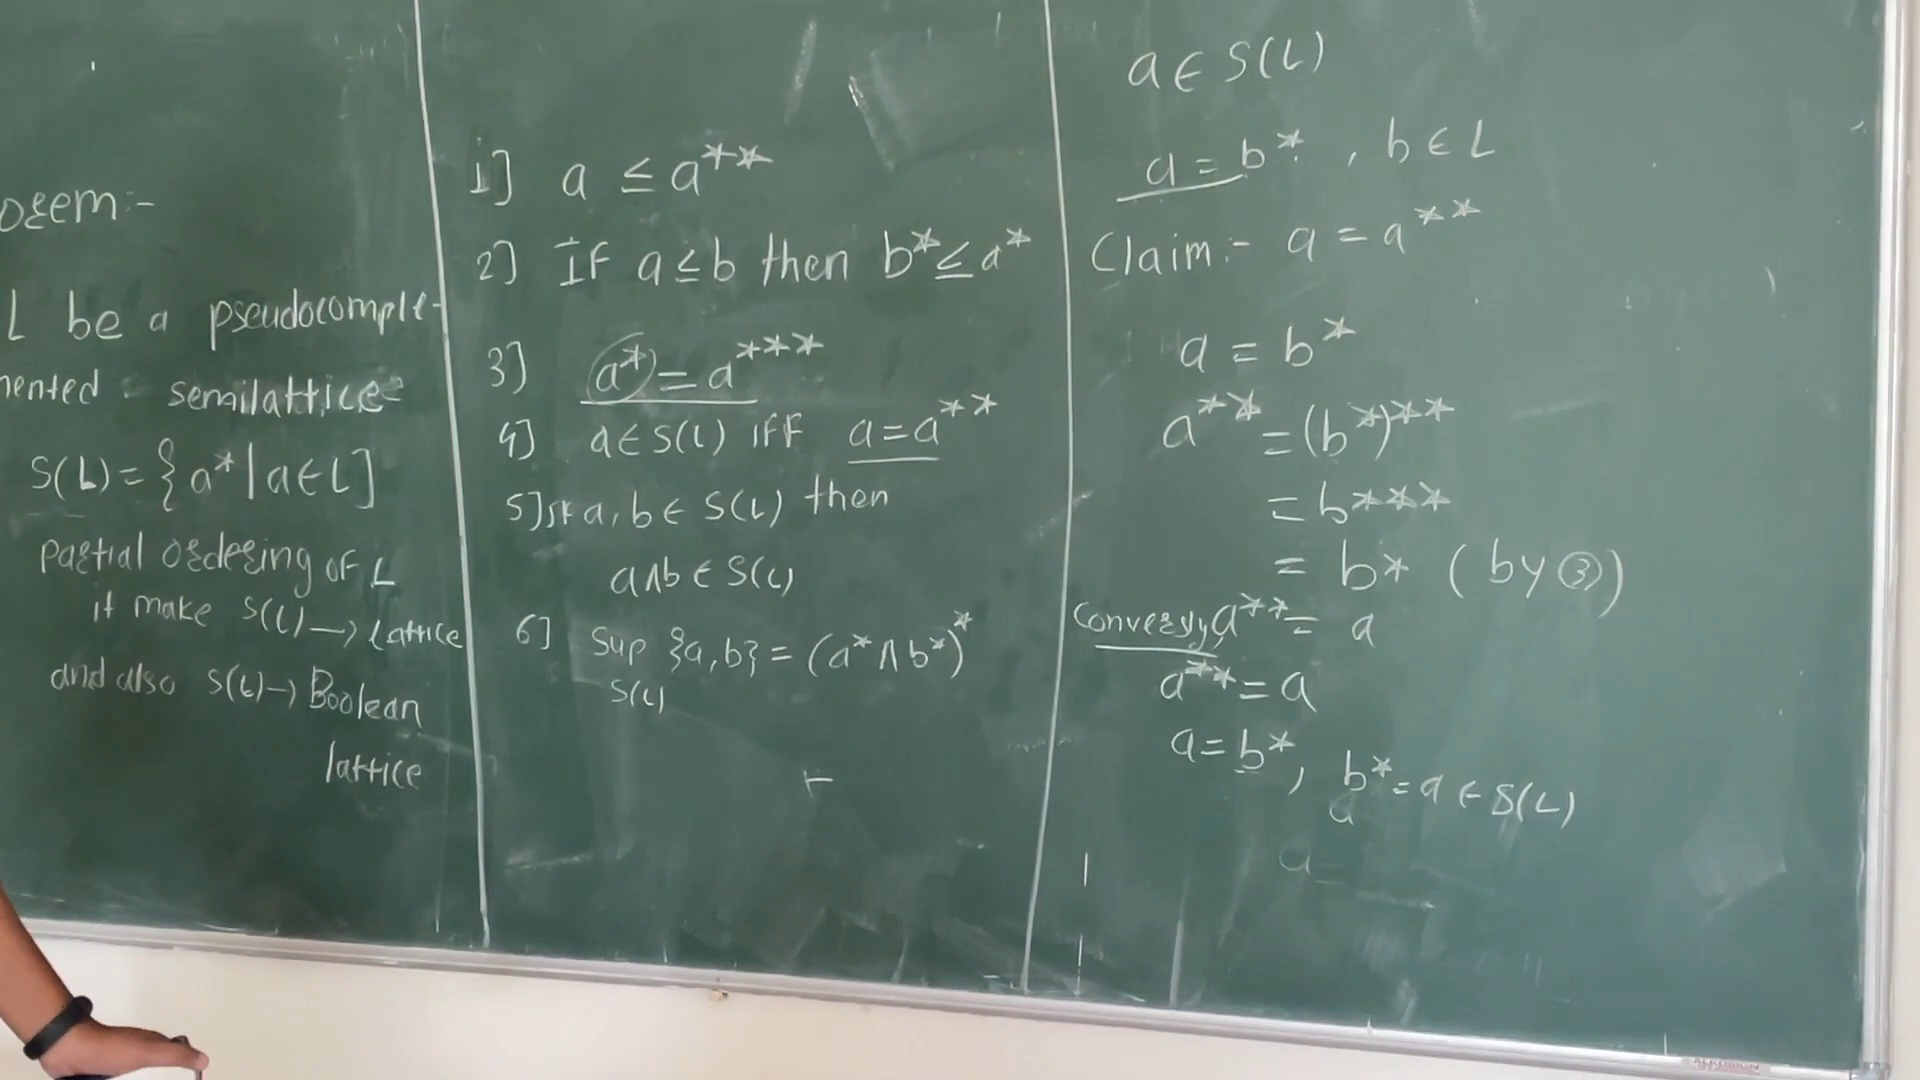 orem:-
L be a pseudocomple-
mented semilattice
S(L)={a*|a∈L]
Partial ordering of L
it make S(L)→Lattice
and also S(L)→Boolean
lattice
1] a ≤ a**
2] IF a≤b then b*≤a*
3] a* = a***
4] a∈S(L) IFF a=a**
5] IF a,b∈ S(L) then
a∧b∈S(L)
6] Sup {a,b} = (a*∧b*)*
S(L)
a∈S(L)
a=b*, b∈L
Claim:- a=a**
a = b*
a** = (b*)**
= b***
= b* (by ③)
Conversly a** = a
a**=a
a=b*, b*=a∈S(L)
a
a=